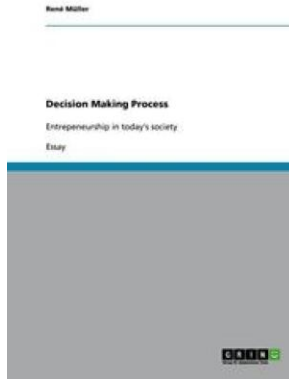 René Müller
Decision Making Process
Entrepeneurship in today's society
Essay
GRIN